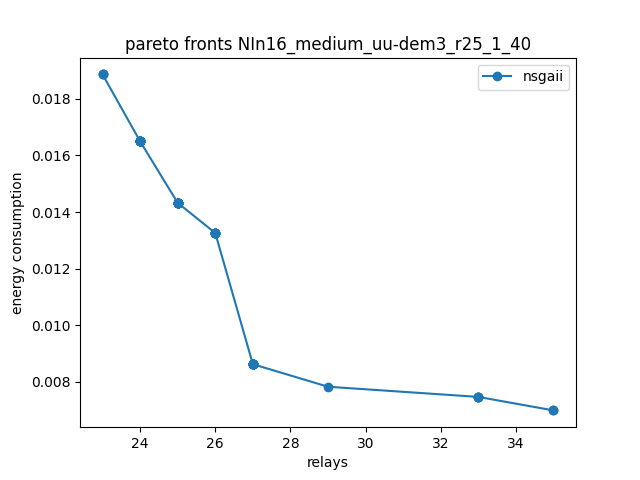 pareto fronts NIn16_medium_uu-dem3_r25_1_40
nsgaii
0.018
0.016
0.014
0.012
0.010
0.008
energy consumption
24 26 28 30 32 34
relays